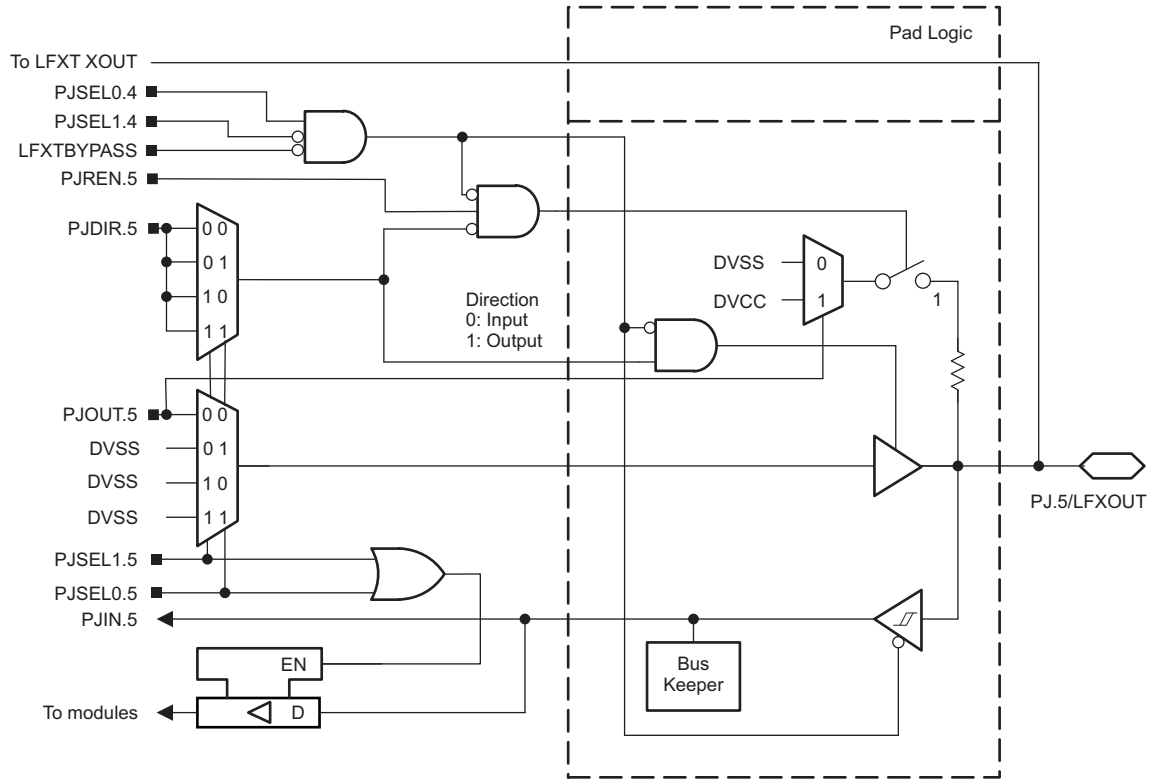 Pad Logic
To LFXT XOUT
PJSEL0.4
PJSEL1.4
LFXTBYPASS
PJREN.5
PJDIR.5
0 0
0 1
1 0
1 1
Direction
0: Input
1: Output
DVSS
0
DVCC
1
1
PJOUT.5
0 0
DVSS
0 1
DVSS
1 0
DVSS
1 1
PJ.5/LFXOUT
PJSEL1.5
PJSEL0.5
PJIN.5
EN
Bus
Keeper
To modules
D